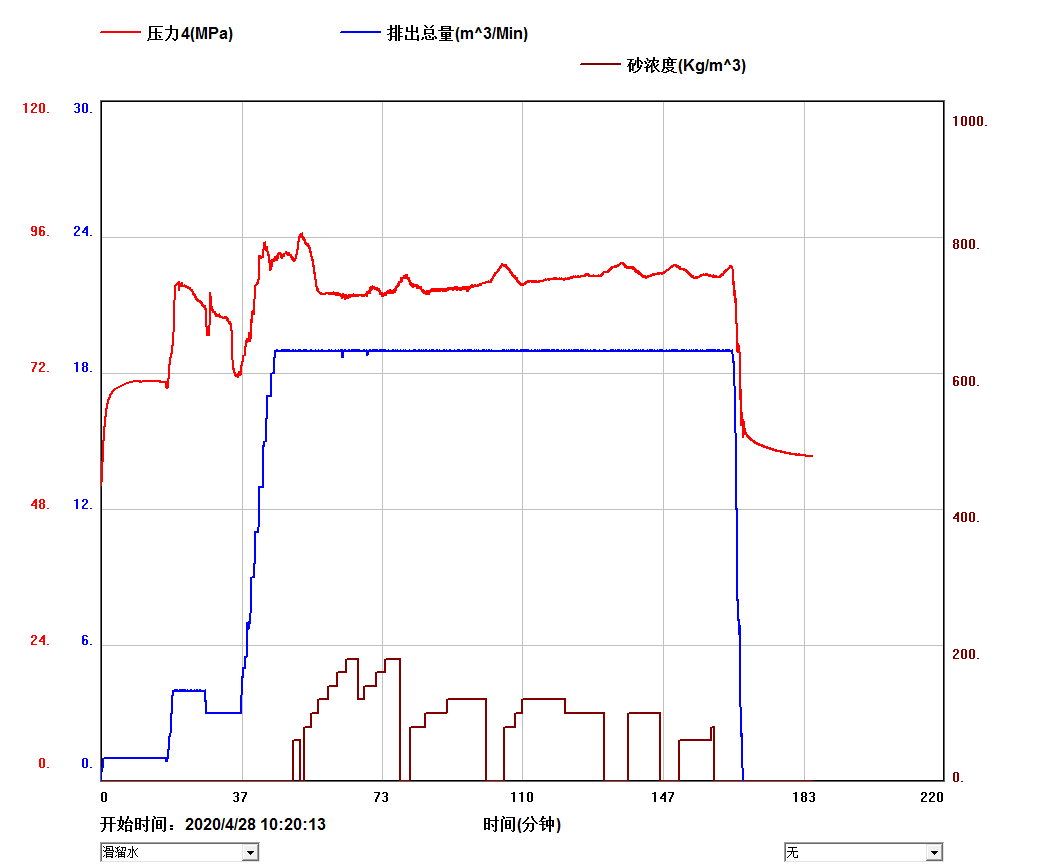 压力4(MPa) 排出总量(m^3/Min)
砂浓度(Kg/m^3)
120. 30. 1000.
96. 24. 800.
72. 18. 600.
48. 12. 400.
24. 6. 200.
0. 0. 0.
0 37 73 110 147 183 220
开始时间：2020/4/28 10:20:13 时间(分钟)
滑溜水 无